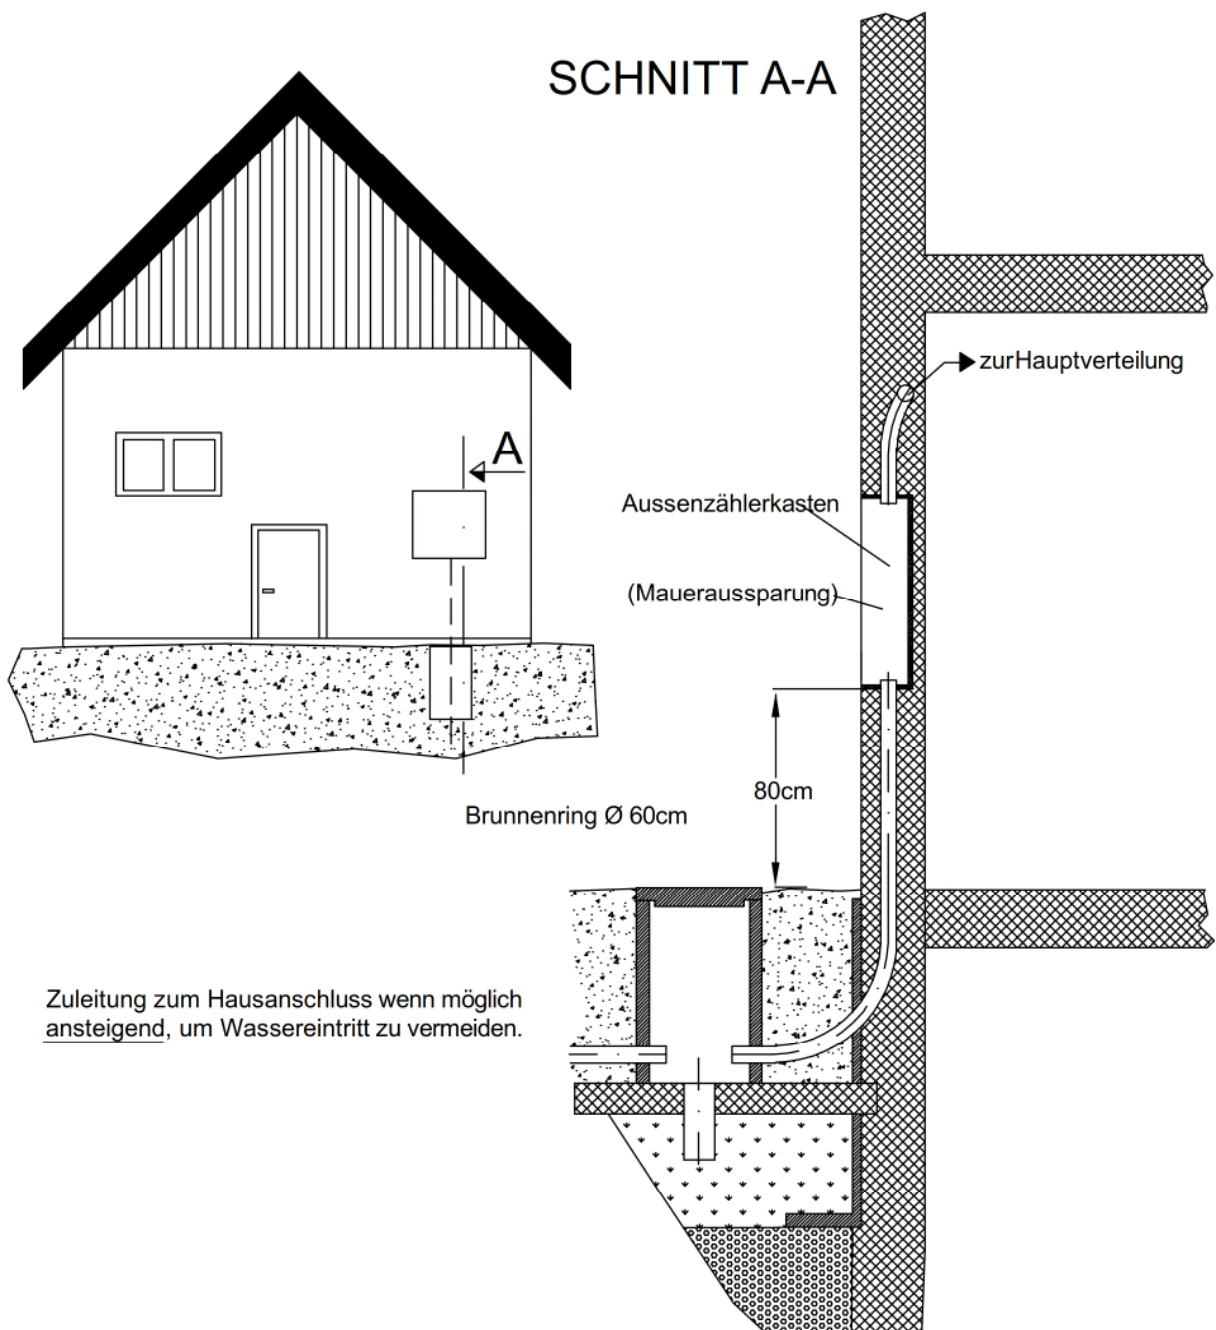 SCHNITT A-A
zurHauptverteilung
A
Aussenzählerkasten
(Maueraussparung)
80cm
Brunnenring Ø 60cm
Zuleitung zum Hausanschluss wenn möglich
ansteigend, um Wassereintritt zu vermeiden.